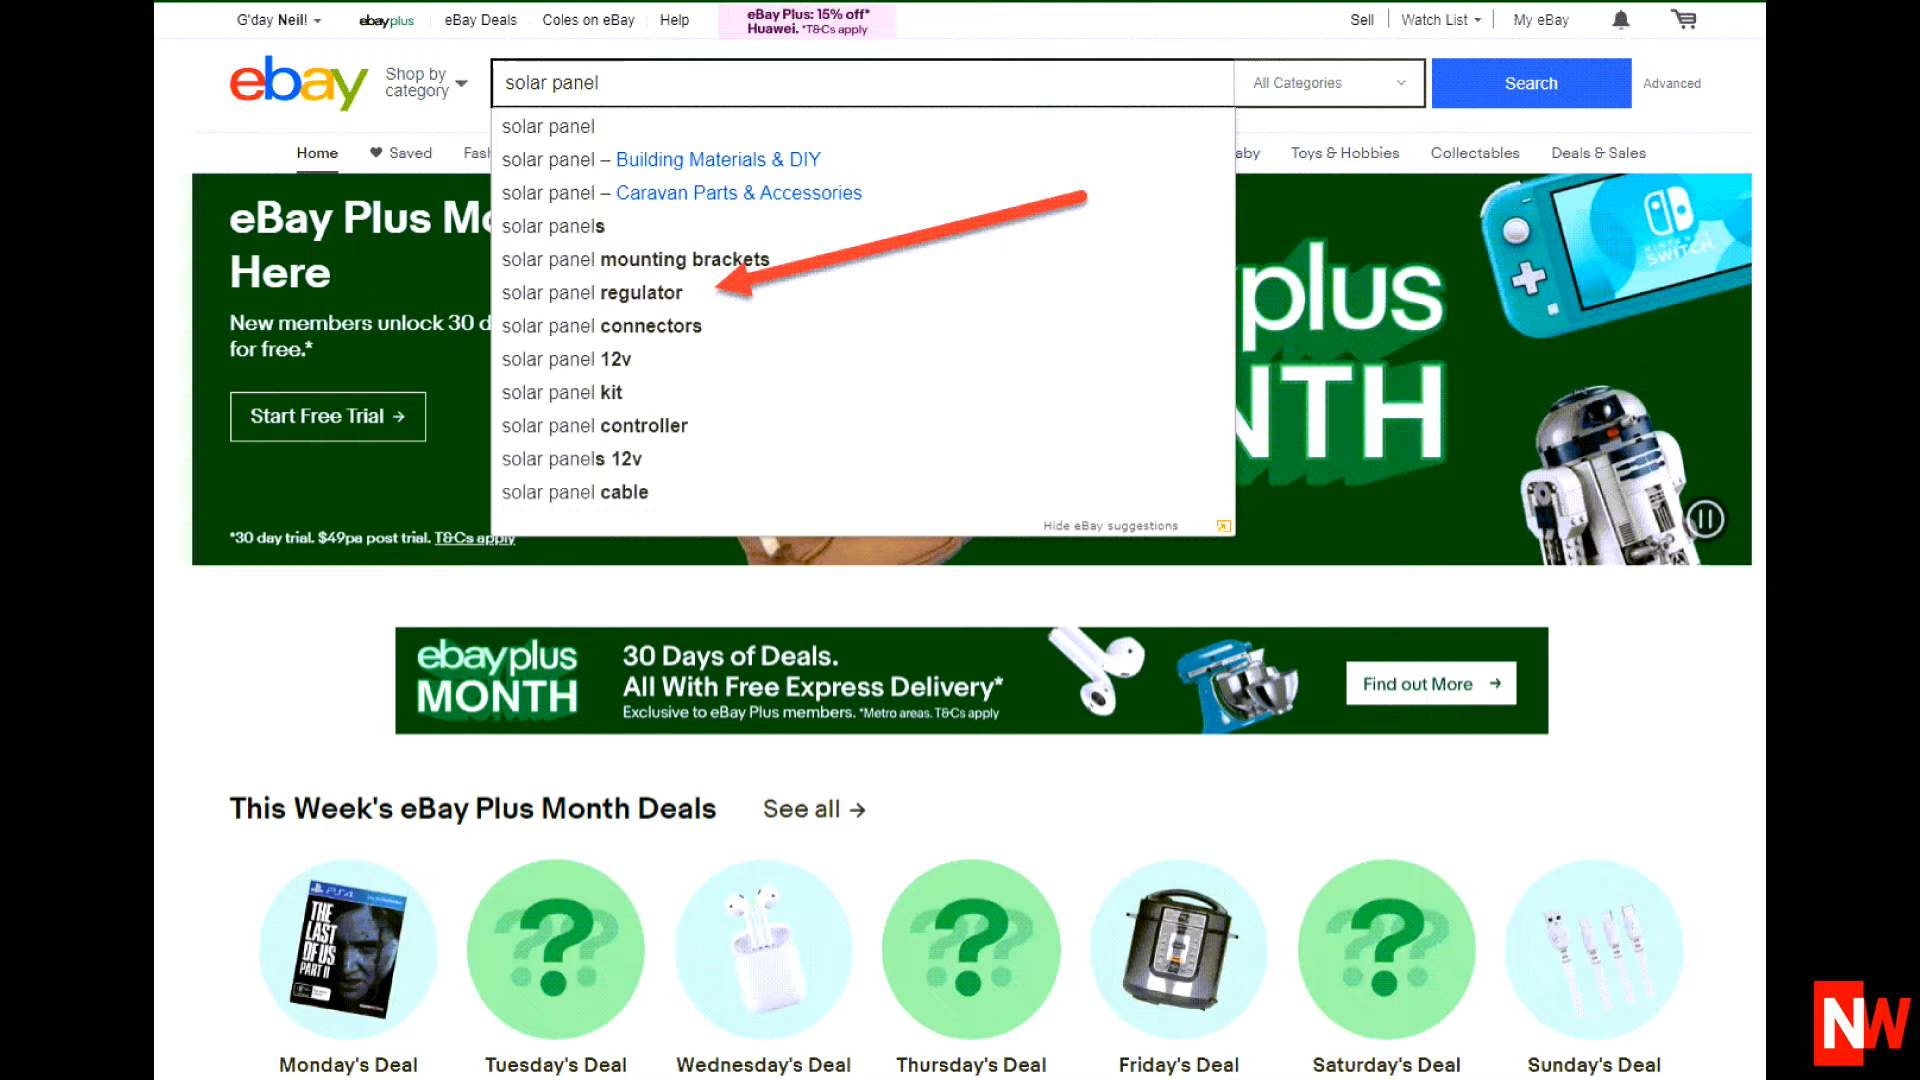 G'day Neil!
ebayplus
eBay Deals
Coles on eBay
Help
eBay Plus: 15% off*
Huawei. *T&Cs apply
Sell
Watch List
My eBay
ebay
Shop by
category
solar panel
All Categories
Search
Advanced
Home
Saved
Fash
aby
Toys & Hobbies
Collectables
Deals & Sales
solar panel
solar panel – Building Materials & DIY
solar panel – Caravan Parts & Accessories
solar panels
solar panel mounting brackets
solar panel regulator
solar panel connectors
solar panel 12v
solar panel kit
solar panel controller
solar panels 12v
solar panel cable
Hide eBay suggestions
eBay Plus Mo
Here
New members unlock 30 d
for free.*
Start Free Trial →
*30 day trial. $49pa post trial. T&Cs apply
plus
NTH
NINTENDO
SWITCH
ebayplus
MONTH
30 Days of Deals.
All With Free Express Delivery*
Exclusive to eBay Plus members. *Metro areas. T&Cs apply
Find out More →
This Week's eBay Plus Month Deals
See all →
PS4
THE
LAST
OF US
PART II
Monday's Deal
Tuesday's Deal
Wednesday's Deal
Thursday's Deal
Friday's Deal
Saturday's Deal
Sunday's Deal
NW